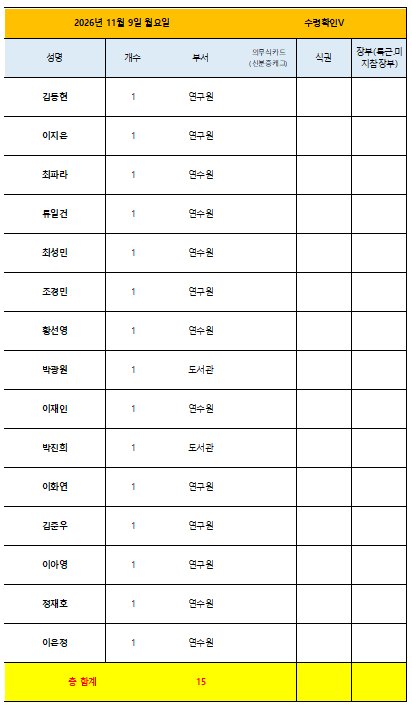 2026년 11월 9일 월요일 수령확인V
성명 개수 부서 의무식카드 (신분증태그) 식권 장부(특근,미지참장부)
김동현 1 연구원
이지은 1 연구원
최파라 1 연수원
류일건 1 연수원
최성민 1 연수원
조경민 1 연구원
황선영 1 연수원
박광원 1 도서관
이재인 1 연수원
박진희 1 도서관
이화연 1 연구원
김준우 1 연구원
이아영 1 연구원
정재호 1 연수원
이은정 1 연수원
총 합계 15